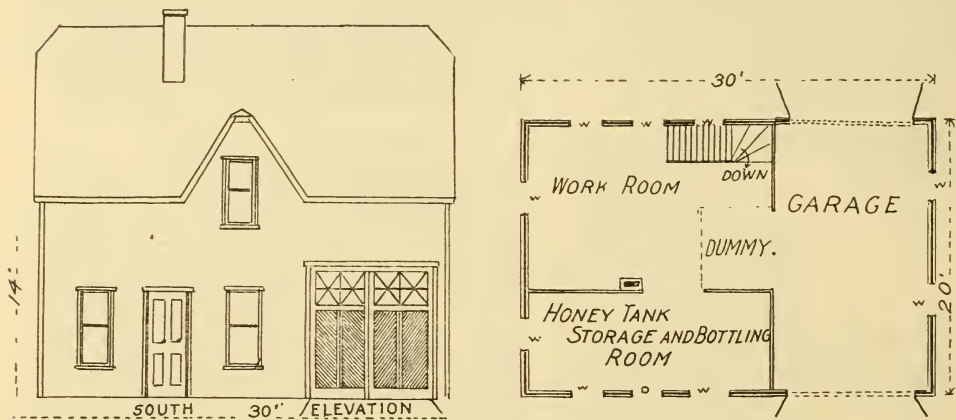 14'
SOUTH 30' ELEVATION
30'
W W W
DOWN
WORK ROOM
W
GARAGE
W
DUMMY.
20'
HONEY TANK
STORAGE AND BOTTLING
ROOM
W
W
W O W